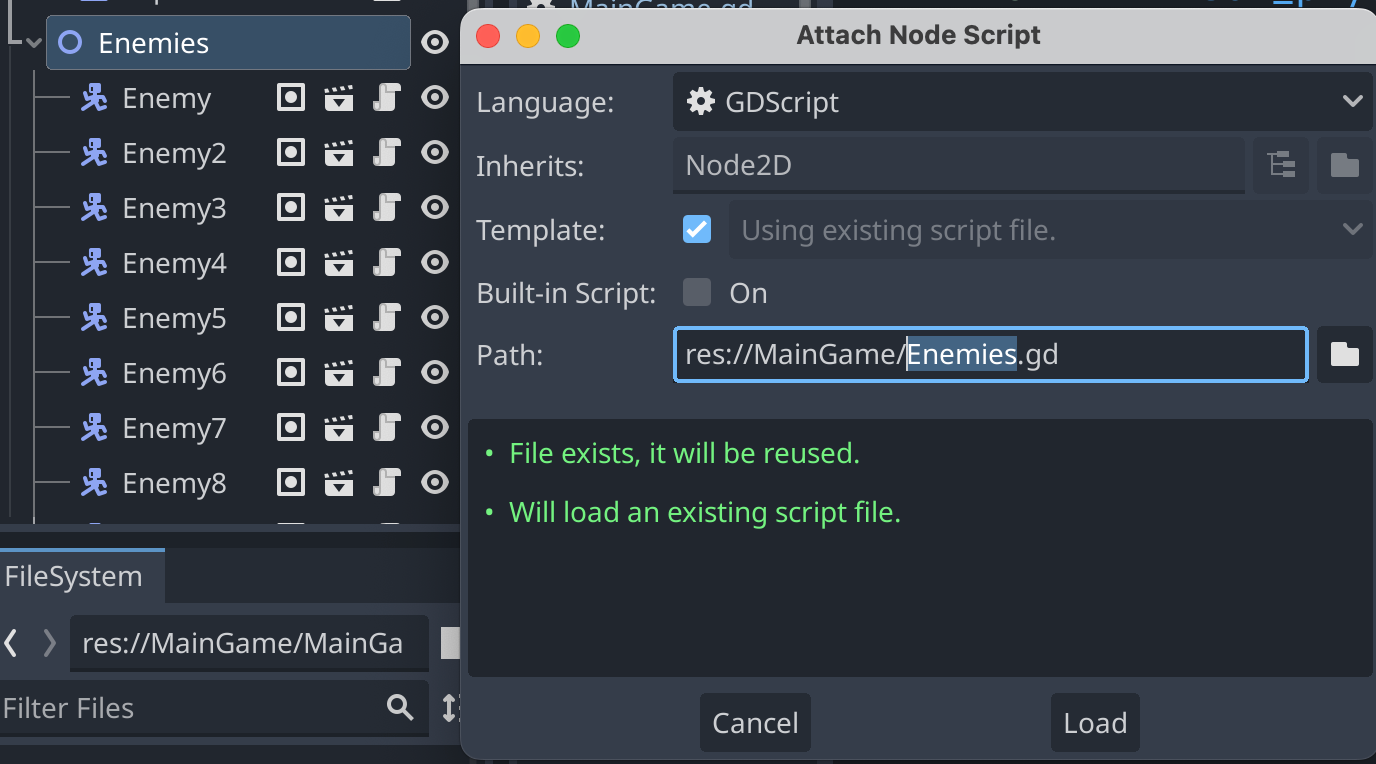 MainGame.gd
Attach Node Script
Enemies
Enemy
Enemy2
Enemy3
Enemy4
Enemy5
Enemy6
Enemy7
Enemy8
Language:
GDScript
Inherits:
Node2D
Template:
Using existing script file.
Built-in Script:
On
Path:
res://MainGame/Enemies.gd
• File exists, it will be reused.
• Will load an existing script file.
Cancel
Load
FileSystem
res://MainGame/MainGa
Filter Files